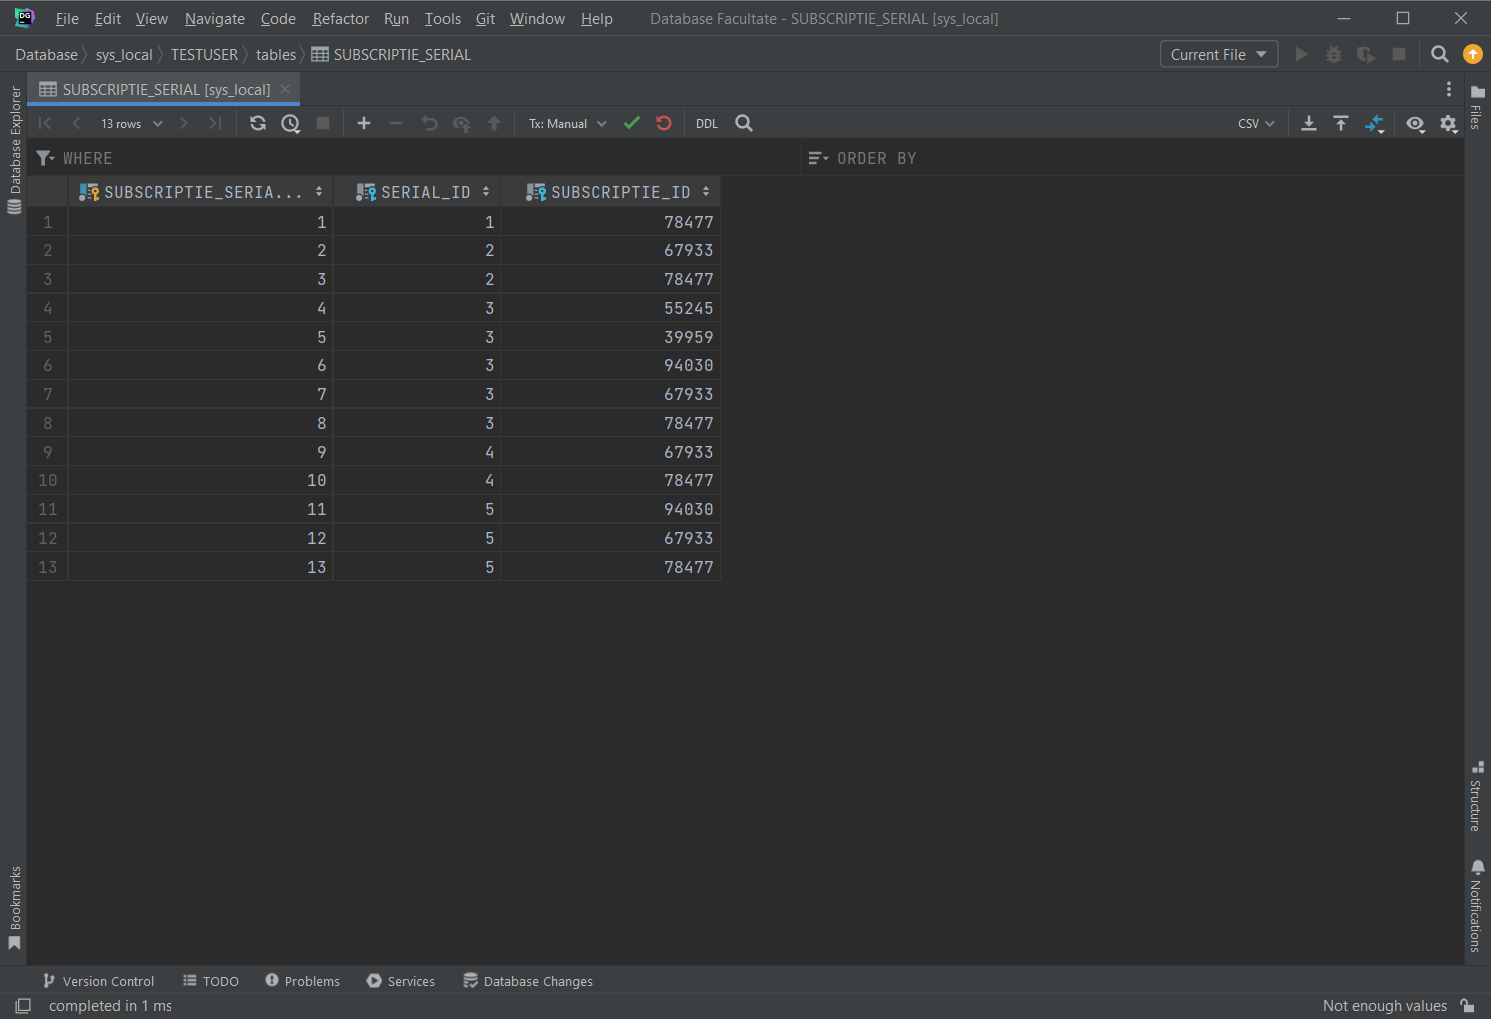 DG
File Edit View Navigate Code Refactor Run Tools Git Window Help Database Facultate - SUBSCRIPTIE_SERIAL [sys_local]
Database sys_local TESTUSER tables SUBSCRIPTIE_SERIAL Current File
SUBSCRIPTIE_SERIAL [sys_local]
13 rows Tx: Manual DDL CSV
WHERE ORDER BY
SUBSCRIPTIE_SERIA... SERIAL_ID SUBSCRIPTIE_ID
1 1 1 78477
2 2 2 67933
3 3 2 78477
4 4 3 55245
5 5 3 39959
6 6 3 94030
7 7 3 67933
8 8 3 78477
9 9 4 67933
10 10 4 78477
11 11 5 94030
12 12 5 67933
13 13 5 78477
Database Explorer
Bookmarks
Files
Structure
Notifications
Version Control TODO Problems Services Database Changes
completed in 1 ms Not enough values